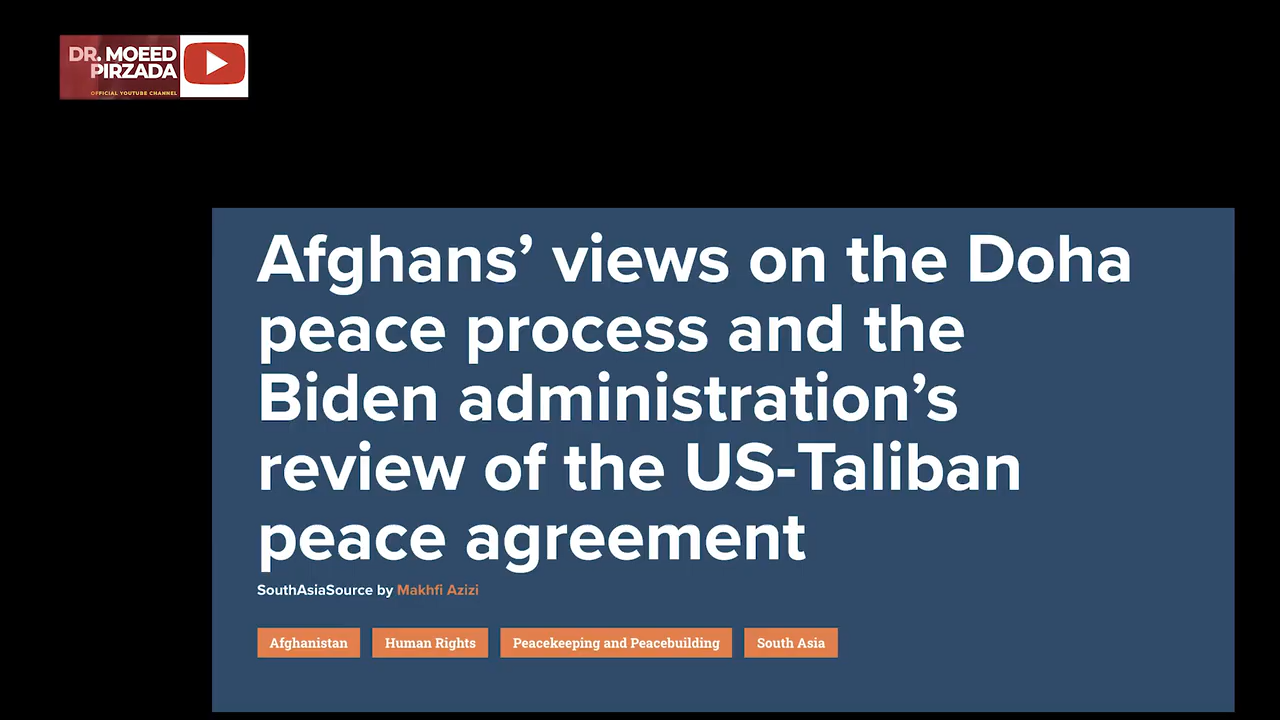 DR. MOEED
PIRZADA
OFFICIAL YOUTUBE CHANNEL
Afghans’ views on the Doha
peace process and the
Biden administration’s
review of the US-Taliban
peace agreement
SouthAsiaSource by Makhfi Azizi
Afghanistan Human Rights Peacekeeping and Peacebuilding South Asia